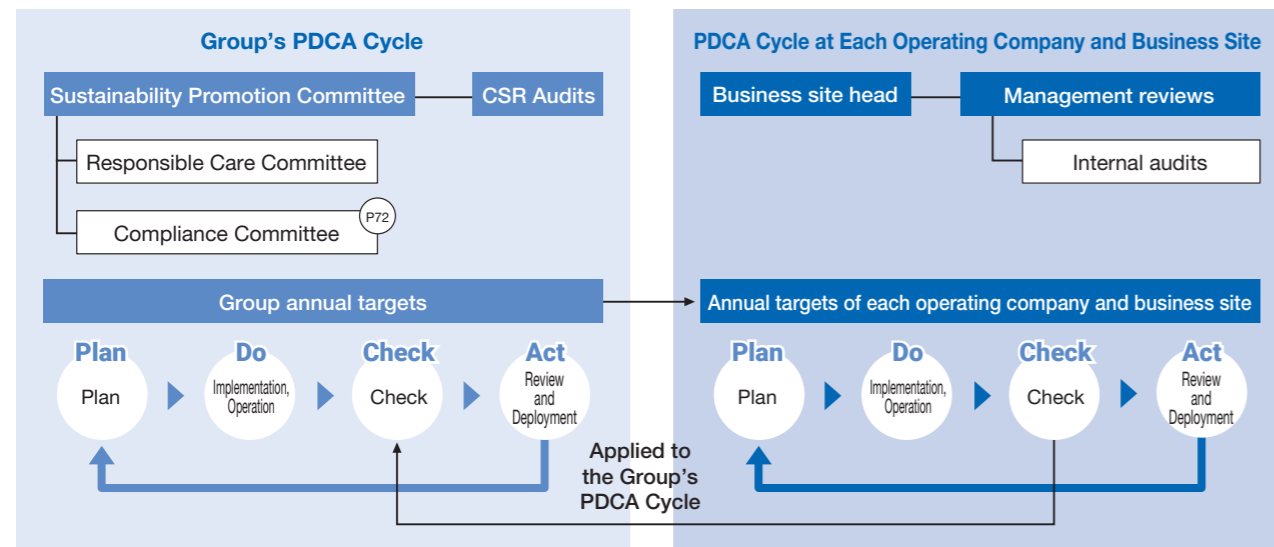 Group's PDCA Cycle
Sustainability Promotion Committee
CSR Audits
Responsible Care Committee
Compliance Committee
P72
Group annual targets
Plan
Do
Check
Act
Plan
Implementation,
Operation
Check
Review
and
Deployment
PDCA Cycle at Each Operating Company and Business Site
Business site head
Management reviews
Internal audits
Annual targets of each operating company and business site
Plan
Do
Check
Act
Plan
Implementation,
Operation
Check
Review
and
Deployment
Applied to
the Group's
PDCA Cycle